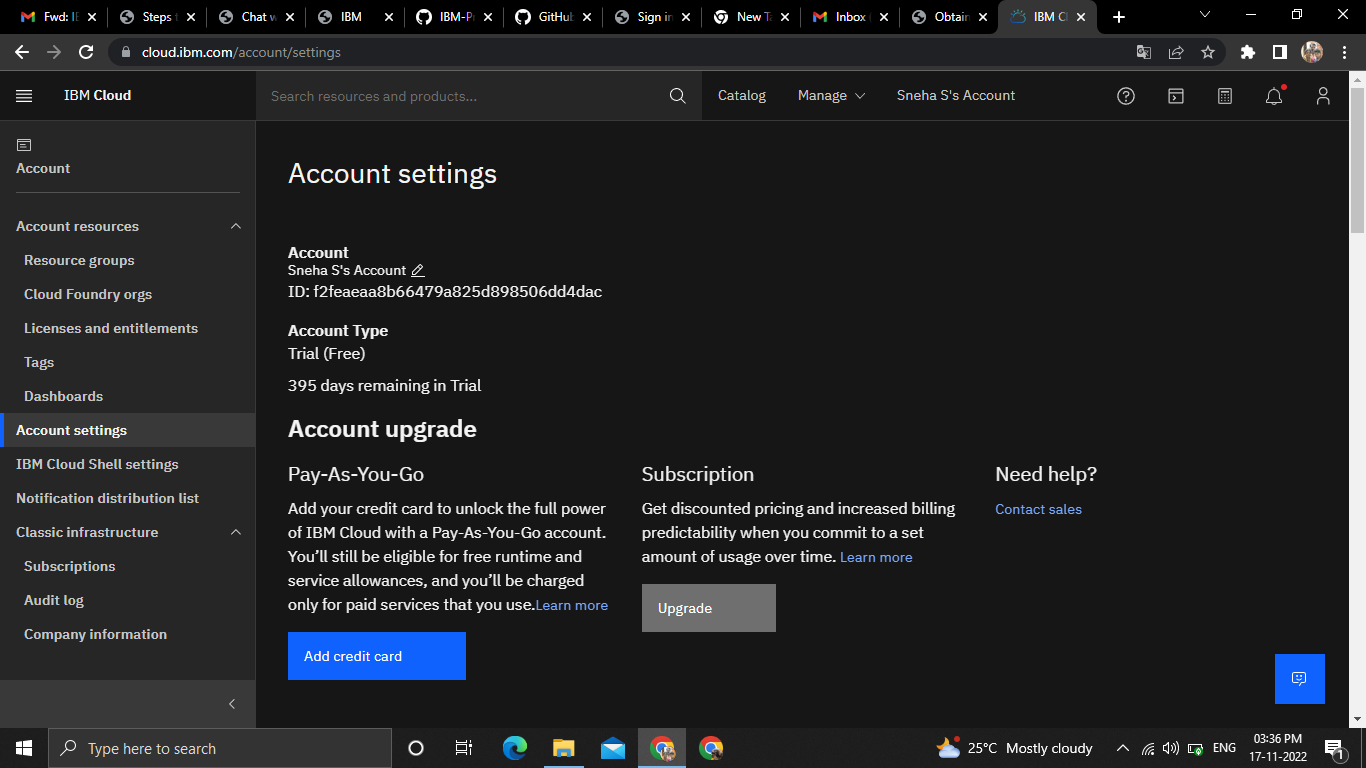 Fwd: IE
Steps t
Chat w
IBM
IBM-Pr
GitHub
Sign in
New Ta
Inbox (
Obtain
IBM Cl
cloud.ibm.com/account/settings
IBM Cloud
Search resources and products...
Catalog
Manage
Sneha S's Account
Account
Account resources
Resource groups
Cloud Foundry orgs
Licenses and entitlements
Tags
Dashboards
Account settings
IBM Cloud Shell settings
Notification distribution list
Classic infrastructure
Subscriptions
Audit log
Company information
Account settings
Account
Sneha S's Account
ID: f2feaeaa8b66479a825d898506dd4dac
Account Type
Trial (Free)
395 days remaining in Trial
Account upgrade
Pay-As-You-Go
Add your credit card to unlock the full power
of IBM Cloud with a Pay-As-You-Go account.
You’ll still be eligible for free runtime and
service allowances, and you’ll be charged
only for paid services that you use.Learn more
Add credit card
Subscription
Get discounted pricing and increased billing
predictability when you commit to a set
amount of usage over time. Learn more
Upgrade
Need help?
Contact sales
Type here to search
25°C Mostly cloudy
ENG
03:36 PM
17-11-2022
1